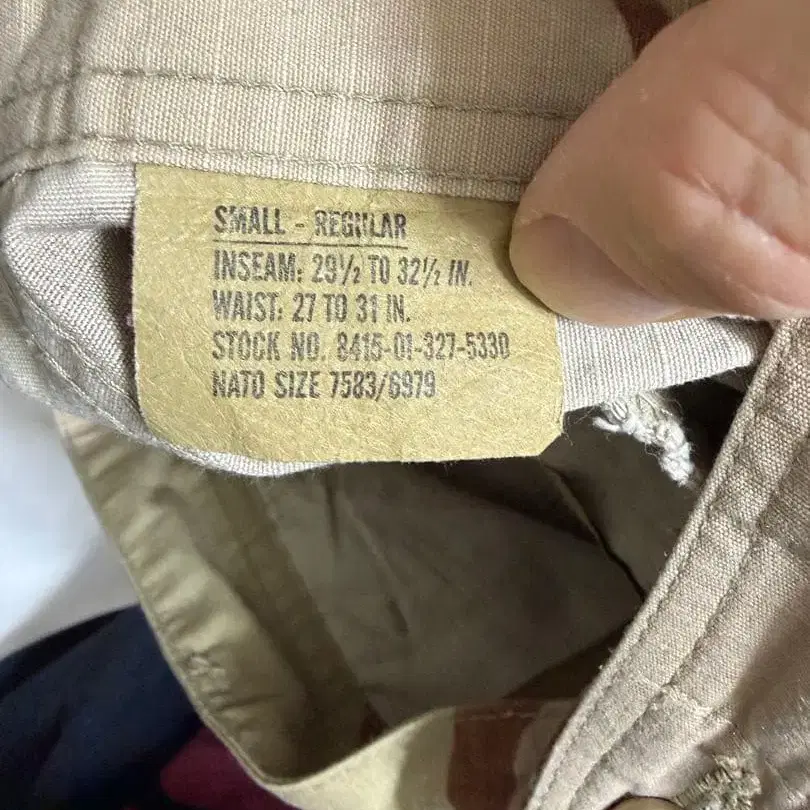 SMALL - REGULAR
INSEAM: 29½ TO 32½ IN.
WAIST: 27 TO 31 IN.
STOCK NO. 8415-01-327-5330
NATO SIZE 7583/6979